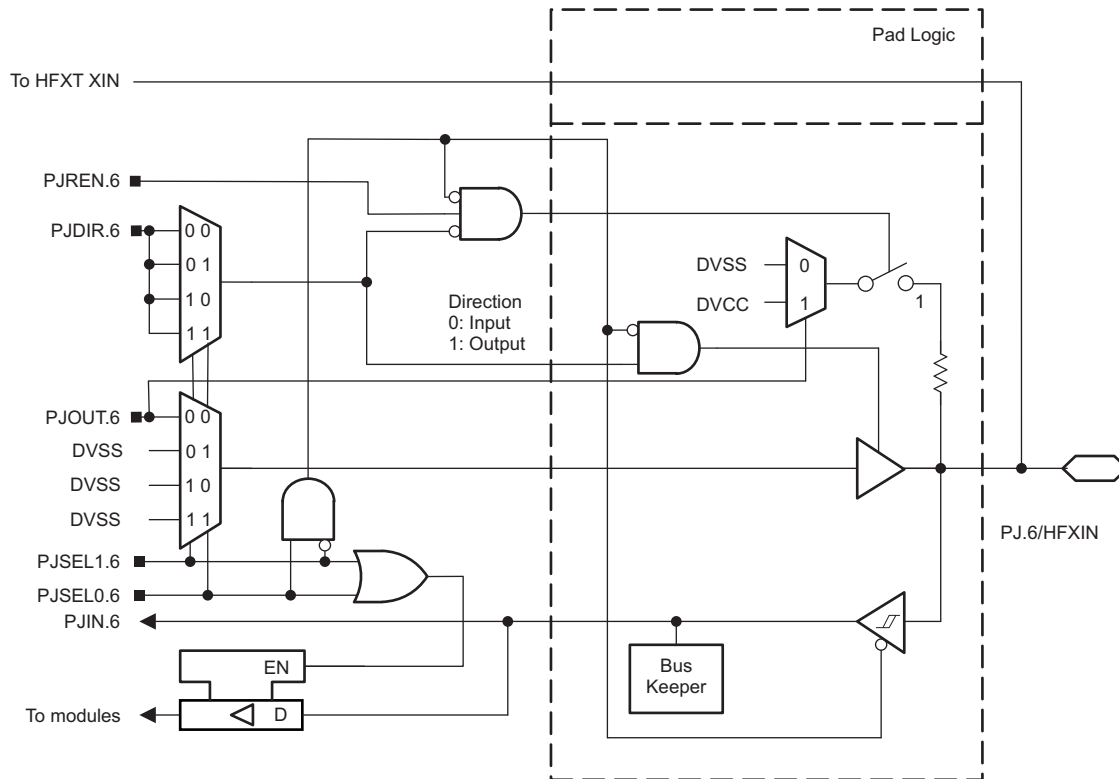 Pad Logic
To HFXT XIN
PJREN.6
PJDIR.6
0 0
0 1
1 0
1 1
Direction
0: Input
1: Output
DVSS
0
DVCC
1
1
PJOUT.6
0 0
DVSS
0 1
DVSS
1 0
DVSS
1 1
PJSEL1.6
PJSEL0.6
PJIN.6
PJ.6/HFXIN
Bus
Keeper
EN
To modules
D